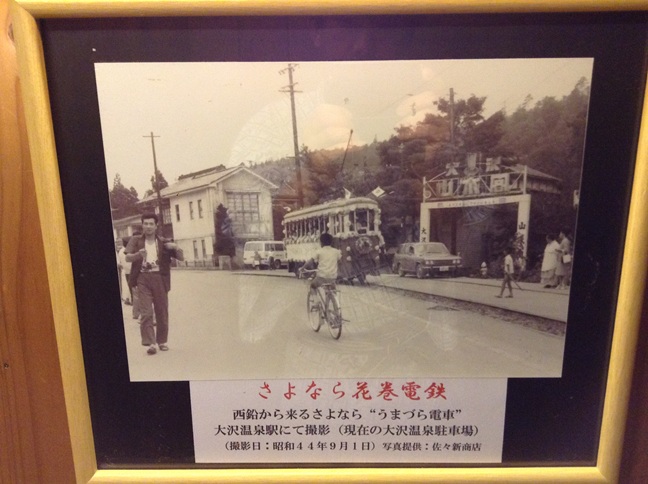 さよなら花巻電鉄
西鉛から来るさよなら“うまづら電車”
大沢温泉駅にて撮影（現在の大沢温泉駐車場）
（撮影日：昭和４４年９月１日）写真提供：佐々新商店